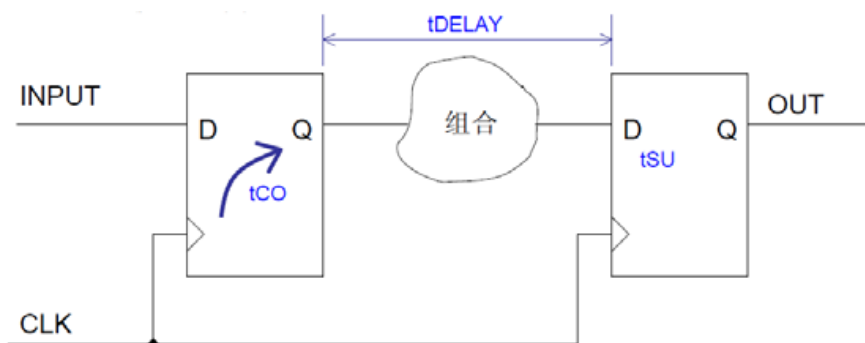 tDELAY
INPUT
D
Q
tCO
组合
D
Q
tSU
OUT
CLK